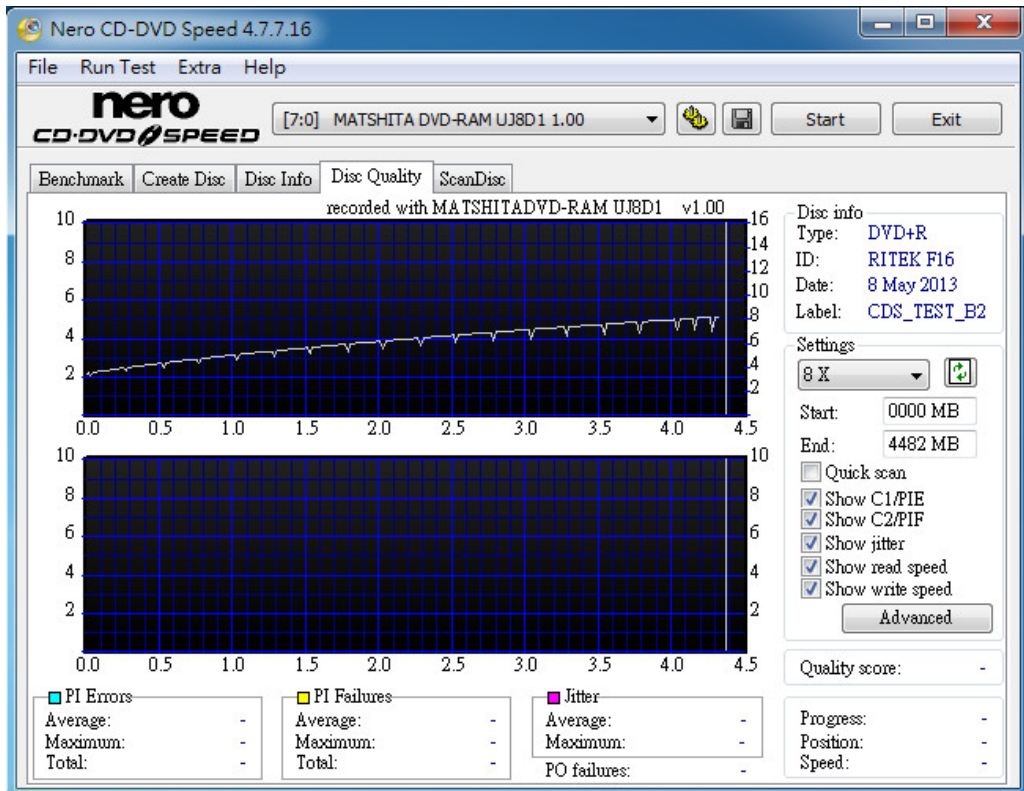 Nero CD-DVD Speed 4.7.7.16
File Run Test Extra Help
nero
CD·DVD SPEED
[7:0] MATSHITA DVD-RAM UJ8D1 1.00
Start
Exit
Benchmark
Create Disc
Disc Info
Disc Quality
ScanDisc
recorded with MATSHITADVD-RAM UJ8D1 v1.00
10
8
6
4
2
16
14
12
10
8
6
4
2
0.0 0.5 1.0 1.5 2.0 2.5 3.0 3.5 4.0 4.5
10
8
6
4
2
10
8
6
4
2
0.0 0.5 1.0 1.5 2.0 2.5 3.0 3.5 4.0 4.5
Disc info
Type: DVD+R
ID: RITEK F16
Date: 8 May 2013
Label: CDS_TEST_B2
Settings
8 X
Start: 0000 MB
End: 4482 MB
Quick scan
Show C1/PIE
Show C2/PIF
Show jitter
Show read speed
Show write speed
Advanced
Quality score: -
PI Errors
Average: -
Maximum: -
Total: -
PI Failures
Average: -
Maximum: -
Total: -
Jitter
Average: -
Maximum: -
PO failures: -
Progress: -
Position: -
Speed: -